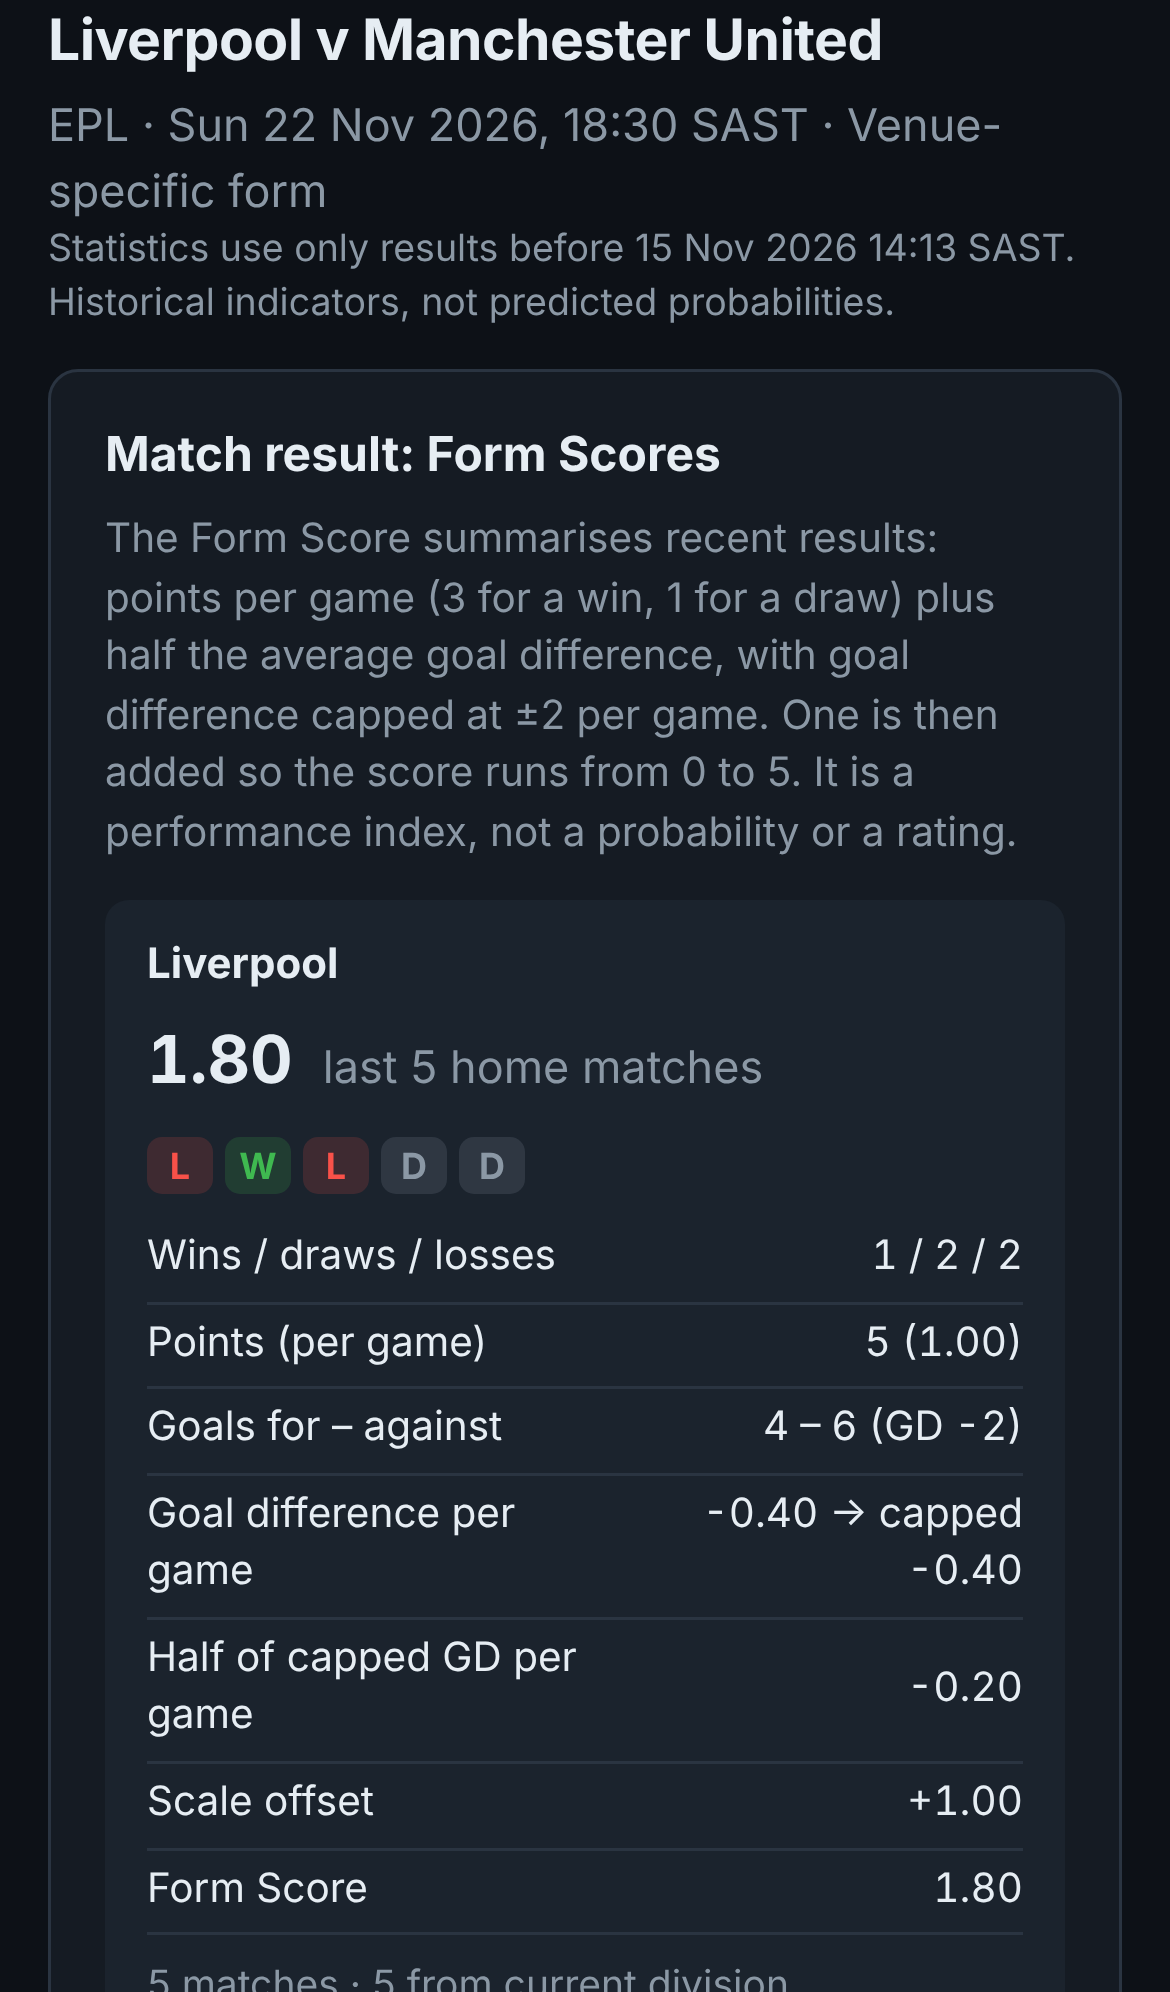 Liverpool v Manchester United
EPL · Sun 22 Nov 2026, 18:30 SAST · Venue-
specific form
Statistics use only results before 15 Nov 2026 14:13 SAST.
Historical indicators, not predicted probabilities.
Match result: Form Scores
The Form Score summarises recent results:
points per game (3 for a win, 1 for a draw) plus
half the average goal difference, with goal
difference capped at ±2 per game. One is then
added so the score runs from 0 to 5. It is a
performance index, not a probability or a rating.
Liverpool
1.80 last 5 home matches
L W L D D
Wins / draws / losses 1 / 2 / 2
Points (per game) 5 (1.00)
Goals for – against 4 – 6 (GD -2)
Goal difference per game -0.40 → capped -0.40
Half of capped GD per game -0.20
Scale offset +1.00
Form Score 1.80
5 matches · 5 from current division